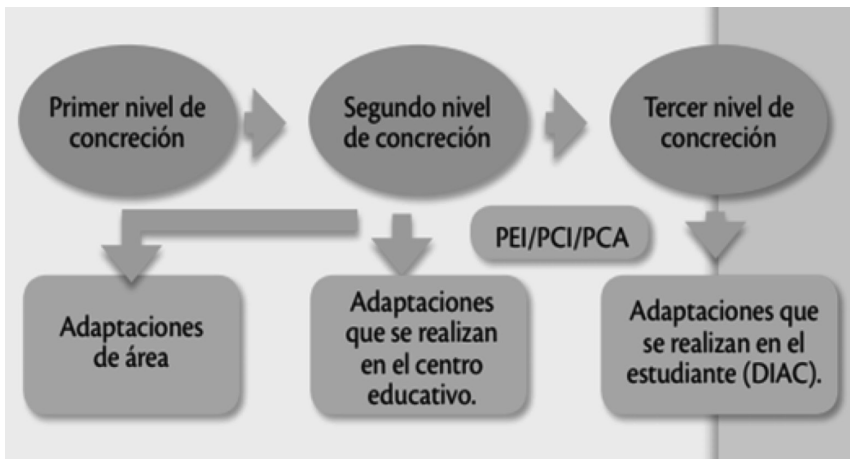 Primer nivel de
concreción
Segundo nivel
de concreción
Tercer nivel de
concreción
PEI/PCI/PCA
Adaptaciones
de área
Adaptaciones
que se realizan
en el centro
educativo.
Adaptaciones que
se realizan en el
estudiante (DIAC).